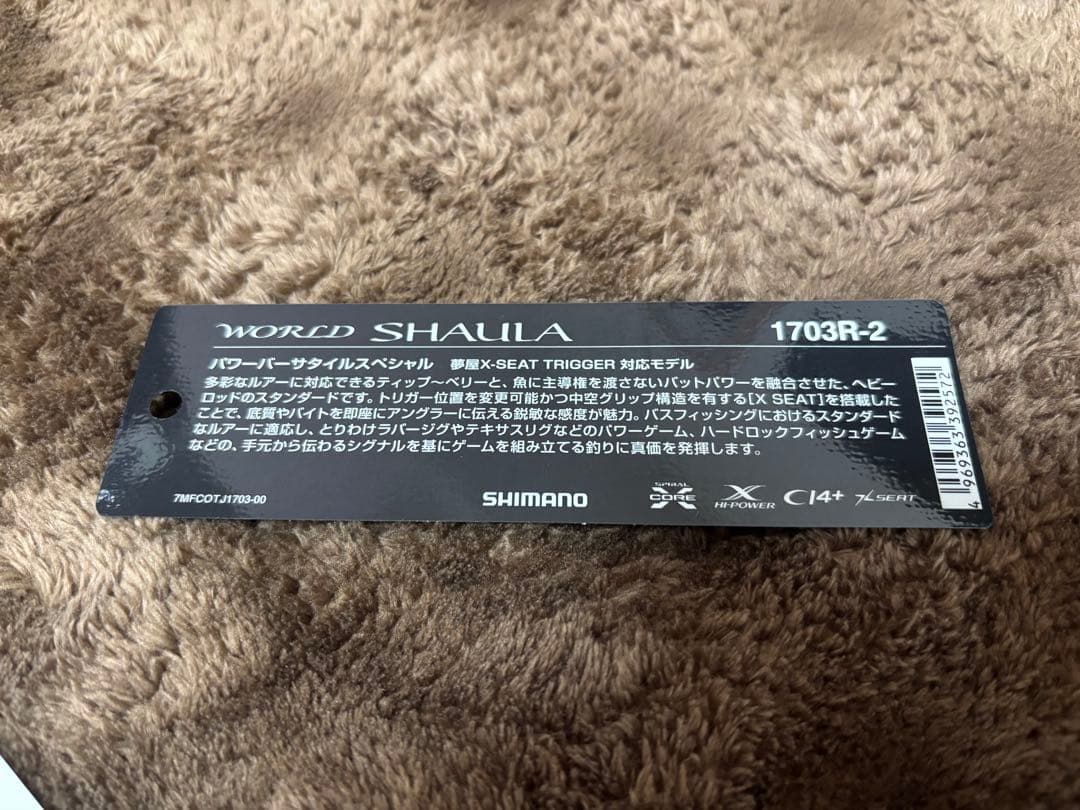 WORLD SHAULA 1703R-2
パワーバーサタイルスペシャル 夢屋X-SEAT TRIGGER 対応モデル
多彩なルアーに対応できるティップ〜ベリーと、魚に主導権を渡さないバットパワーを融合させた、ヘビー
ロッドのスタンダードです。トリガー位置を変更可能かつ中空グリップ構造を有する[X SEAT]を搭載した
ことで、底質やバイトを即座にアングラーに伝える鋭敏な感度が魅力。バスフィッシングにおけるスタンダード
なルアーに適応し、とりわけラバージグやテキサスリグなどのパワーゲーム、ハードロックフィッシュゲーム
などの、手元から伝わるシグナルを基にゲームを組み立てる釣りに真価を発揮します。
7MFCOTJ1703-00
SHIMANO
SPIRAL X CORE
X HI-POWER
CI4+
X SEAT
4 969363 392572